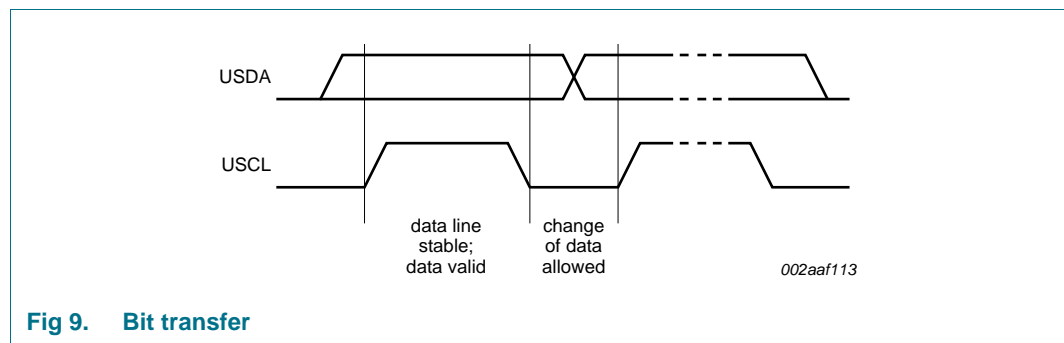 USDA
USCL
data line
stable;
data valid
change
of data
allowed
002aaf113
Fig 9. Bit transfer